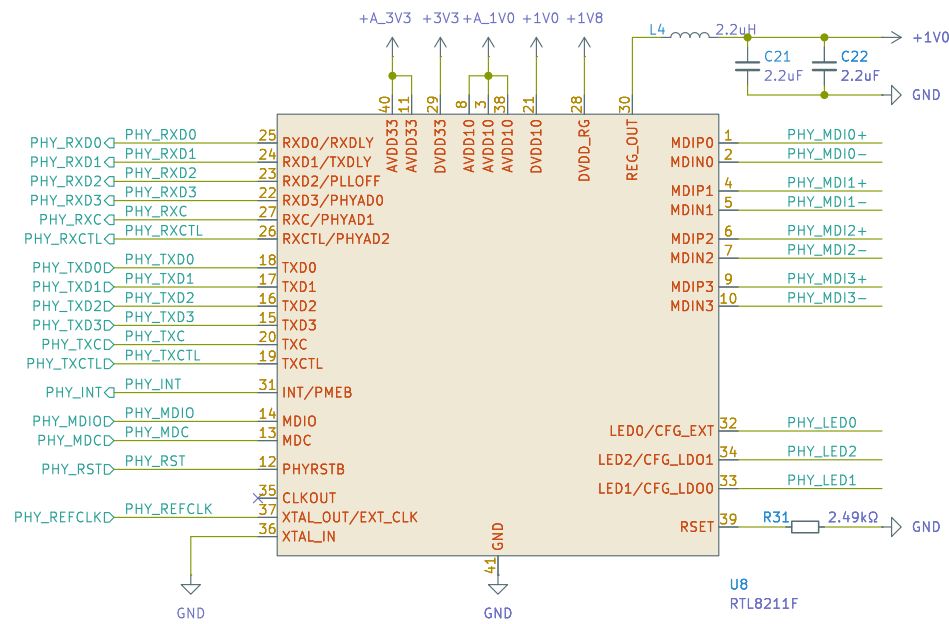 +A_3V3 +3V3 +A_1V0 +1V0 +1V8
L4 2.2uH +1V0
C21 2.2uF
C22 2.2uF
GND
40 11 29 8 3 38 21 28 30
AVDD33 AVDD33 DVDD33 AVDD10 AVDD10 AVDD10 DVDD10 DVDD_RG REG_OUT
PHY_RXD0 PHY_RXD0 25 RXD0/RXDLY
PHY_RXD1 PHY_RXD1 24 RXD1/TXDLY
PHY_RXD2 PHY_RXD2 23 RXD2/PLLOFF
PHY_RXD3 PHY_RXD3 22 RXD3/PHYAD0
PHY_RXC PHY_RXC 27 RXC/PHYAD1
PHY_RXCTL PHY_RXCTL 26 RXCTL/PHYAD2
PHY_TXD0 PHY_TXD0 18 TXD0
PHY_TXD1 PHY_TXD1 17 TXD1
PHY_TXD2 PHY_TXD2 16 TXD2
PHY_TXD3 PHY_TXD3 15 TXD3
PHY_TXC PHY_TXC 20 TXC
PHY_TXCTL PHY_TXCTL 19 TXCTL
PHY_INT PHY_INT 31 INT/PMEB
PHY_MDIO PHY_MDIO 14 MDIO
PHY_MDC PHY_MDC 13 MDC
PHY_RST PHY_RST 12 PHYRSTB
35 CLKOUT
PHY_REFCLK PHY_REFCLK 37 XTAL_OUT/EXT_CLK
36 XTAL_IN
GND
MDIP0 1 PHY_MDI0+
MDIN0 2 PHY_MDI0-
MDIP1 4 PHY_MDI1+
MDIN1 5 PHY_MDI1-
MDIP2 6 PHY_MDI2+
MDIN2 7 PHY_MDI2-
MDIP3 9 PHY_MDI3+
MDIN3 10 PHY_MDI3-
LED0/CFG_EXT 32 PHY_LED0
LED2/CFG_LDO1 34 PHY_LED2
LED1/CFG_LDO0 33 PHY_LED1
RSET 39 R31 2.49kΩ GND
GND
41
GND
U8
RTL8211F